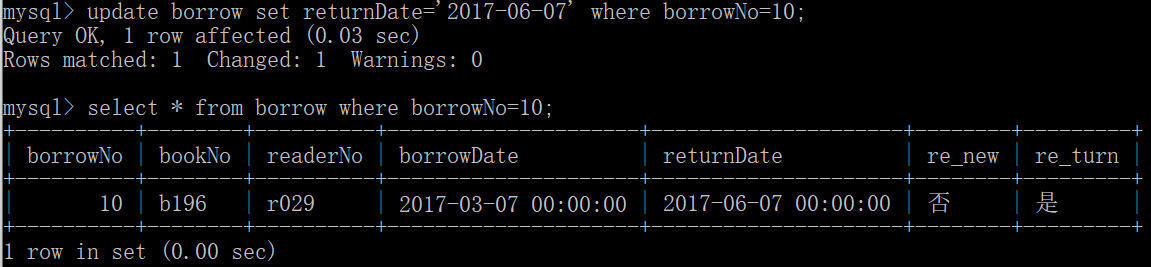 mysql> update borrow set returnDate='2017-06-07' where borrowNo=10;
Query OK, 1 row affected (0.03 sec)
Rows matched: 1  Changed: 1  Warnings: 0
mysql> select * from borrow where borrowNo=10;
+----------+--------+----------+---------------------+---------------------+--------+---------+
| borrowNo | bookNo | readerNo | borrowDate          | returnDate          | re_new | re_turn |
+----------+--------+----------+---------------------+---------------------+--------+---------+
|       10 | b196   | r029     | 2017-03-07 00:00:00 | 2017-06-07 00:00:00 | 否     | 是      |
+----------+--------+----------+---------------------+---------------------+--------+---------+
1 row in set (0.00 sec)